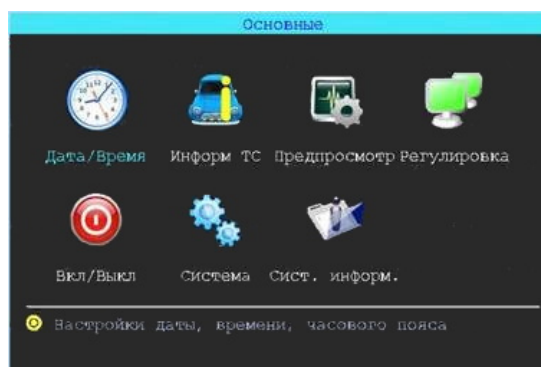 Основные
Дата/Время Информ ТС Предпросмотр Регулировка
Вкл/Выкл Система Сист. информ.
Настройки даты, времени, часового пояса